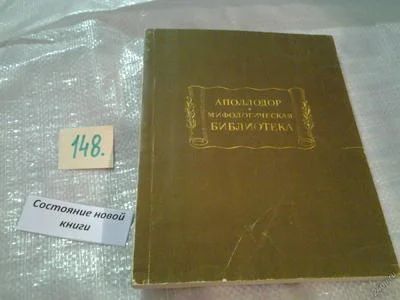 АПОЛЛОДОР
МИФОЛОГИЧЕСКАЯ
БИБЛИОТЕКА
148.
Состояние новой
книги